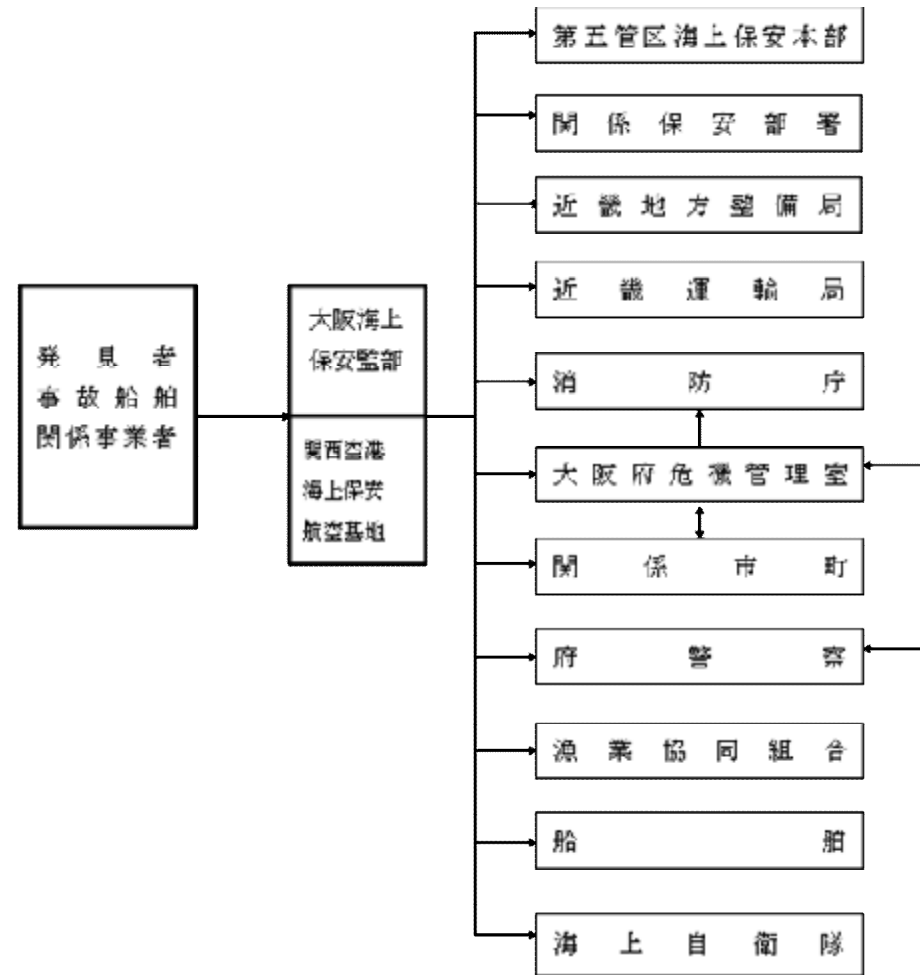 第五管区海上保安本部
関係保安部署
近畿地方整備局
近畿運輸局
発見者
事故船舶
関係事業者
大阪海上
保安監部
関西空港
海上保安
航空基地
消防庁
大阪府危機管理室
関係市町
府警察
漁業協同組合
船舶
海上自衛隊